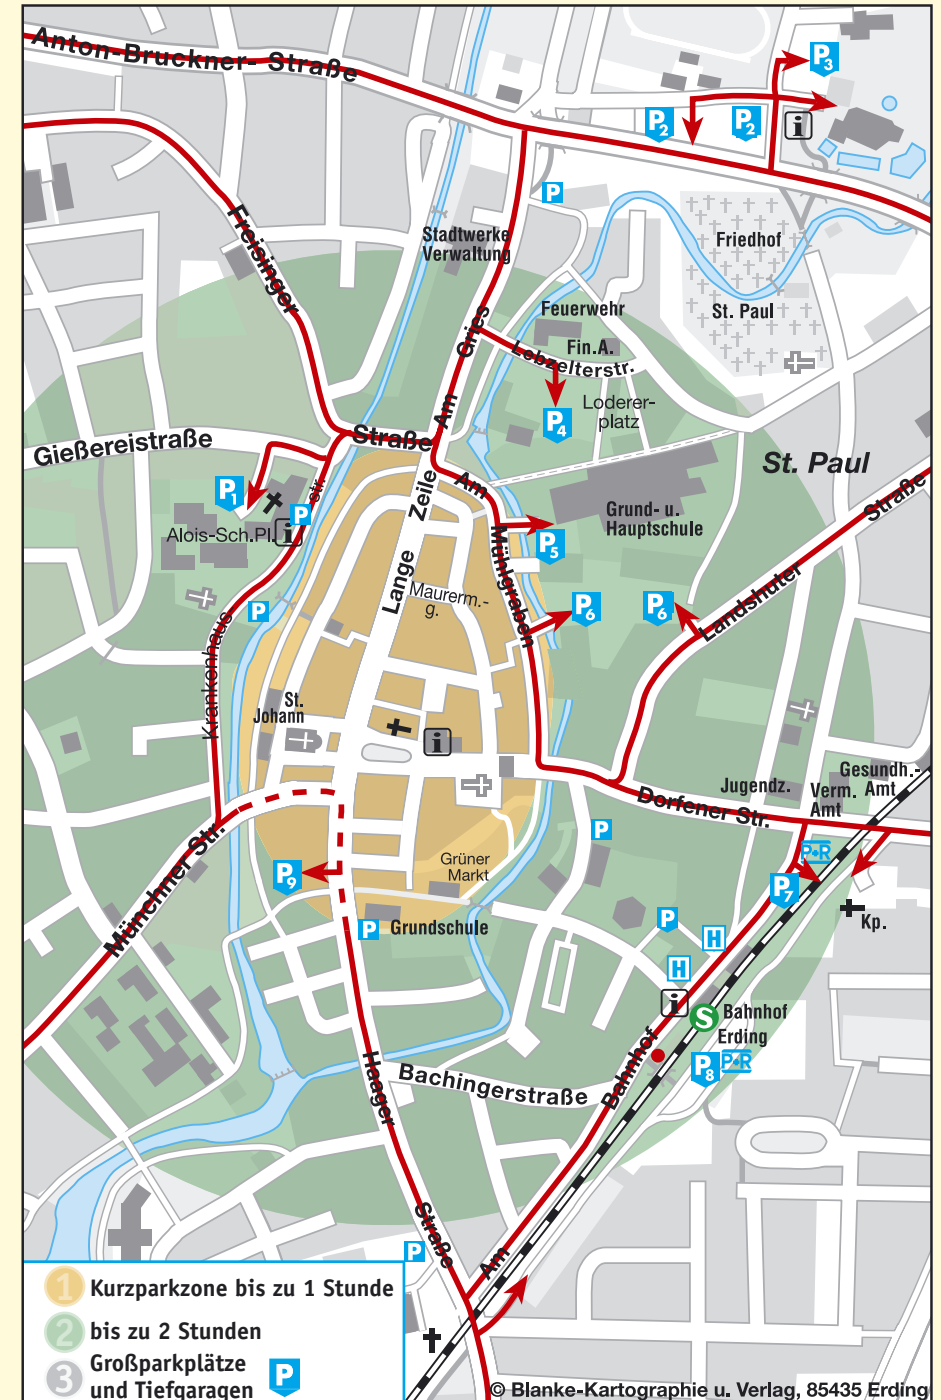 Anton-Bruckner- Straße
P3
P2
P2
i
Freisinger
P
Stadtwerke
Verwaltung
Friedhof
St. Paul
Feuerwehr
Fin.A.
Lebzelterstr.
Am Gries
P4
Loderer-
platz
Gießereistraße
Straße
St. Paul
P1
str.
P
Alois-Sch.Pl.
i
Lange Zeile
Am Mühlgraben
Grund- u.
Hauptschule
Landshuter Straße
P5
Maurerm.-
g.
P6
P6
P
Krankenhaus
St.
Johann
i
Jugendz.
Verm.
Amt
Gesundh.-
Amt
Dorfener Str.
Münchner Str.
P
P+R
P9
Grüner
Markt
P7
P
Grundschule
P
H
H
Kp.
i
S
Bahnhof
Erding
P8
P+R
Haager Straße
Bachingerstraße
Am Bahnhof
P
1 Kurzparkzone bis zu 1 Stunde
2 bis zu 2 Stunden
3 Großparkplätze
und Tiefgaragen P
© Blanke-Kartographie u. Verlag, 85435 Erding